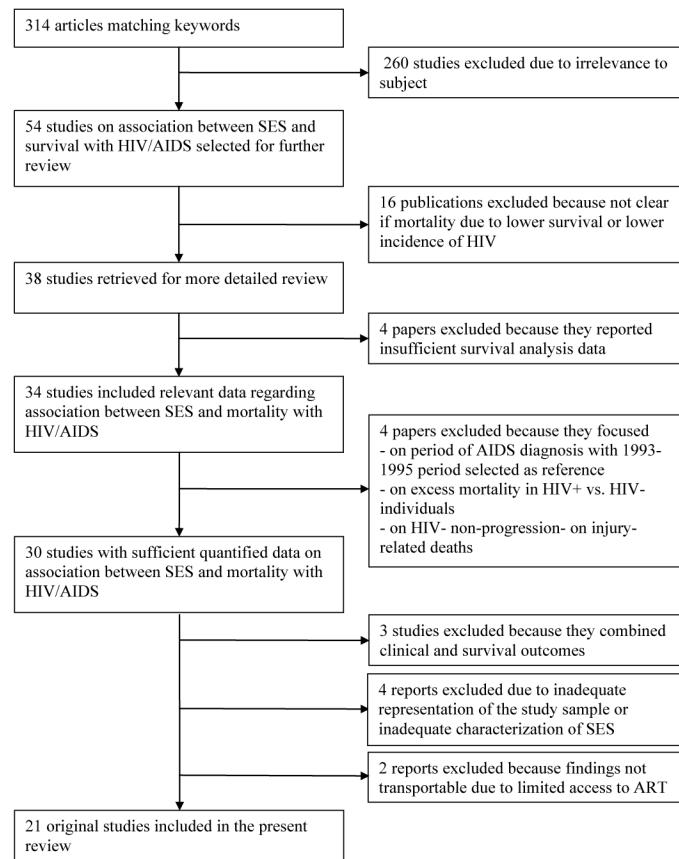 314 articles matching keywords
260 studies excluded due to irrelevance to
subject
54 studies on association between SES and
survival with HIV/AIDS selected for further
review
16 publications excluded because not clear
if mortality due to lower survival or lower
incidence of HIV
38 studies retrieved for more detailed review
4 papers excluded because they reported
insufficient survival analysis data
34 studies included relevant data regarding
association between SES and mortality with
HIV/AIDS
4 papers excluded because they focused
- on period of AIDS diagnosis with 1993-
1995 period selected as reference
- on excess mortality in HIV+ vs. HIV-
individuals
- on HIV- non-progression- on injury-
related deaths
30 studies with sufficient quantified data on
association between SES and mortality with
HIV/AIDS
3 studies excluded because they combined
clinical and survival outcomes
4 reports excluded due to inadequate
representation of the study sample or
inadequate characterization of SES
2 reports excluded because findings not
transportable due to limited access to ART
21 original studies included in the present
review